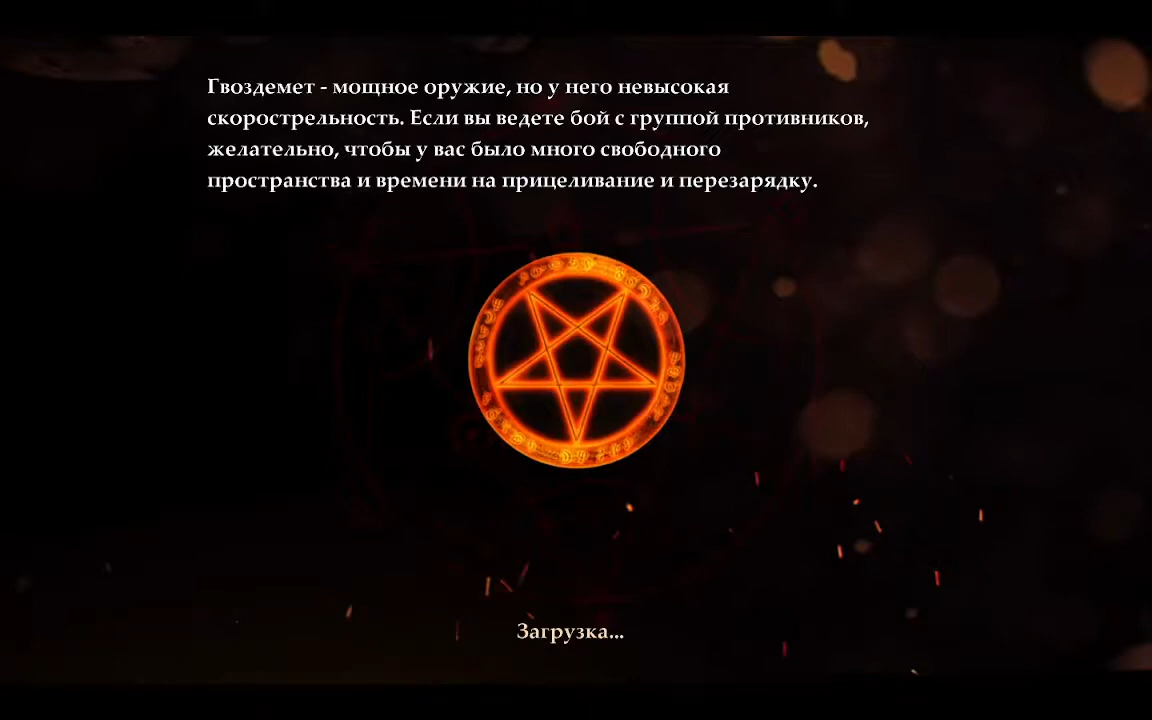 Гвоздемет - мощное оружие, но у него невысокая
скорострельность. Если вы ведете бой с группой противников,
желательно, чтобы у вас было много свободного
пространства и времени на прицеливание и перезарядку.
Загрузка...